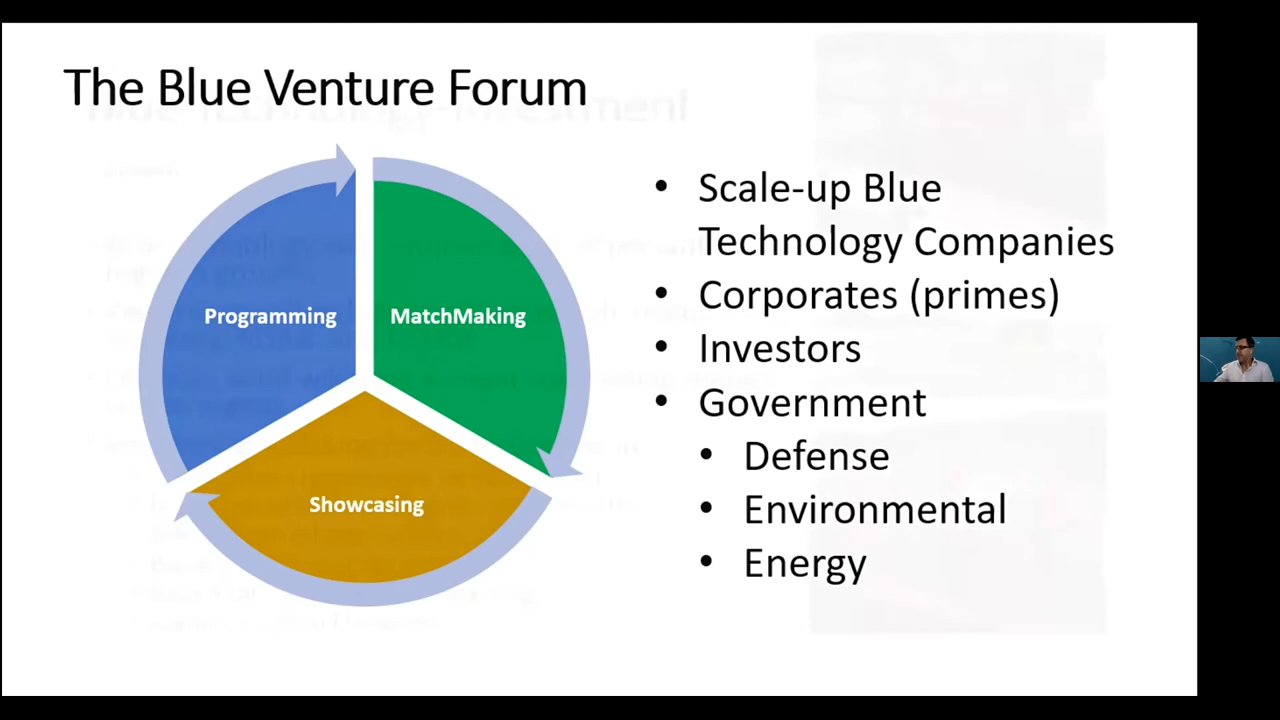 The Blue Venture Forum
Programming
MatchMaking
Showcasing
• Scale-up Blue
Technology Companies
• Corporates (primes)
• Investors
• Government
• Defense
• Environmental
• Energy